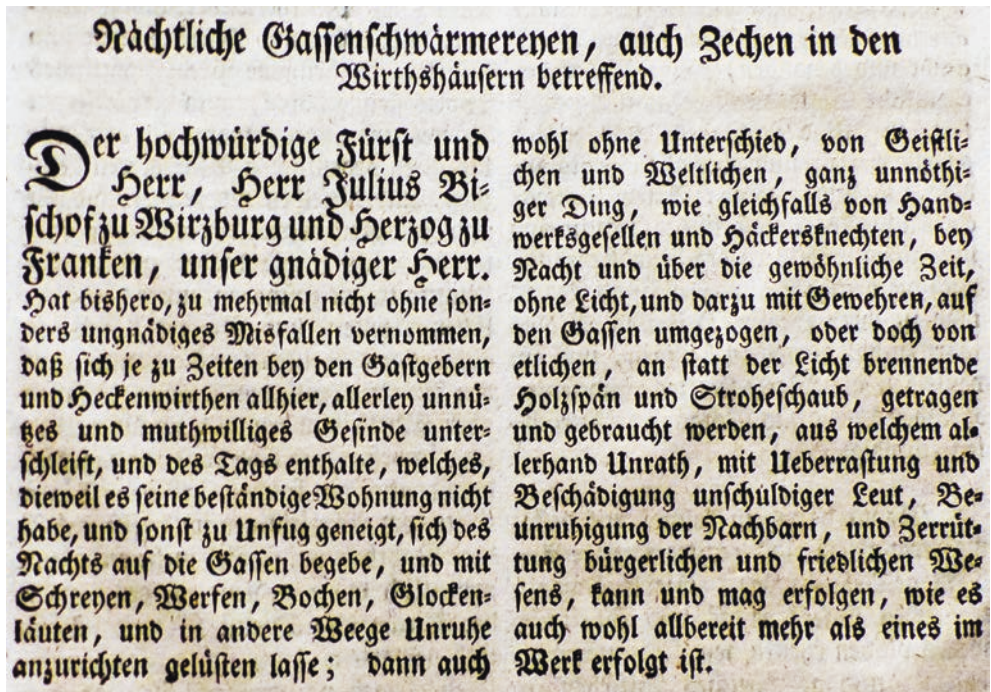 Nächtliche Gassenschwärmereyen, auch Zechen in den
Wirthshäusern betreffend.
Der hochwürdige Fürst und
Herr, Herr Julius Bi-
schof zu Wirzburg und Herzog zu
Franken, unser gnädiger Herr.
Hat bishero, zu mehrmal nicht ohne son-
ders ungnädiges Misfallen vernommen,
daß sich je zu Zeiten bey den Gastgebern
und Heckenwirthen allhier, allerley unnü-
tzes und muthwilliges Gesinde unter-
schleift, und des Tags enthalte, welches,
dieweil es seine beständige Wohnung nicht
habe, und sonst zu Unfug geneigt, sich des
Nachts auf die Gassen begebe, und mit
Schreyen, Werfen, Bochen, Glocken-
läuten, und in andere Weege Unruhe
anzurichten gelüsten lasse; dann auch
wohl ohne Unterschied, von Geistli-
chen und Weltlichen, ganz unnöthi-
ger Ding, wie gleichfalls von Hand-
werksgesellen und Häckersknechten, bey
Nacht und über die gewöhnliche Zeit,
ohne Licht, und darzu mit Gewehren, auf
den Gassen umgezogen, oder doch von
etlichen, an statt der Licht brennende
Holzspän und Stroheschaub, getragen
und gebraucht werden, aus welchem al-
lerhand Unrath, mit Ueberrastung und
Beschädigung unschuldiger Leut, Be-
unruhigung der Nachbarn, und Zerrüt-
tung bürgerlichen und friedlichen We-
sens, kann und mag erfolgen, wie es
auch wohl allbereit mehr als eines im
Werk erfolgt ist.